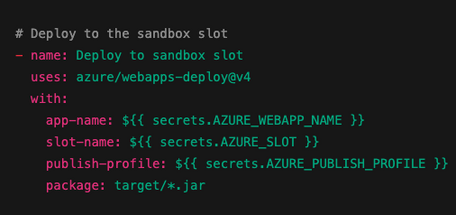 # Deploy to the sandbox slot
- name: Deploy to sandbox slot
uses: azure/webapps-deploy@v4
with:
app-name: ${{ secrets.AZURE_WEBAPP_NAME }}
slot-name: ${{ secrets.AZURE_SLOT }}
publish-profile: ${{ secrets.AZURE_PUBLISH_PROFILE }}
package: target/*.jar